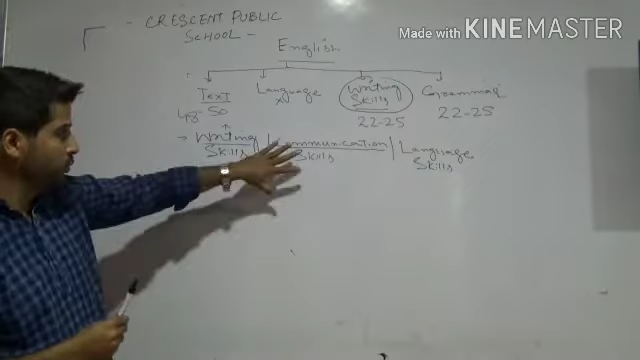 Made with KINEMASTER
- CRESCENT PUBLIC
SCHOOL -
English
Text Language Writing Skills Grammar
50 x 22-25 22-25
→ Writing Skills / Communication Skills / Language Skills